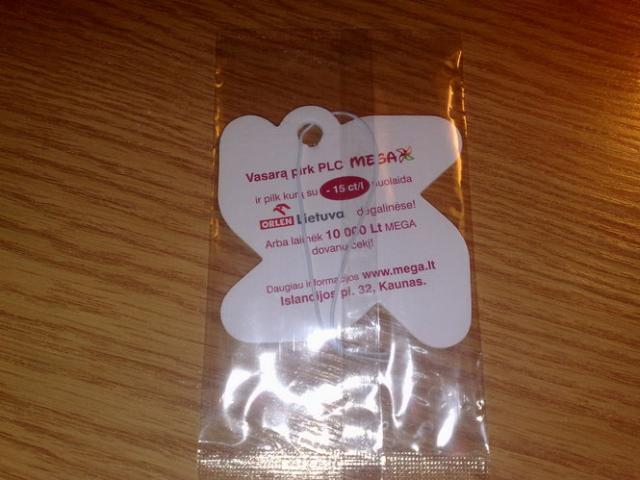 Vasarą pirk PLC MEGA
ir pilk kurą su - 15 ct/l nuolaida
ORLEN Lietuva degalinėse!
Arba laimėk 10 000 Lt MEGA
dovanų čekį!
Daugiau informacijos www.mega.lt
Islandijos pl. 32, Kaunas.